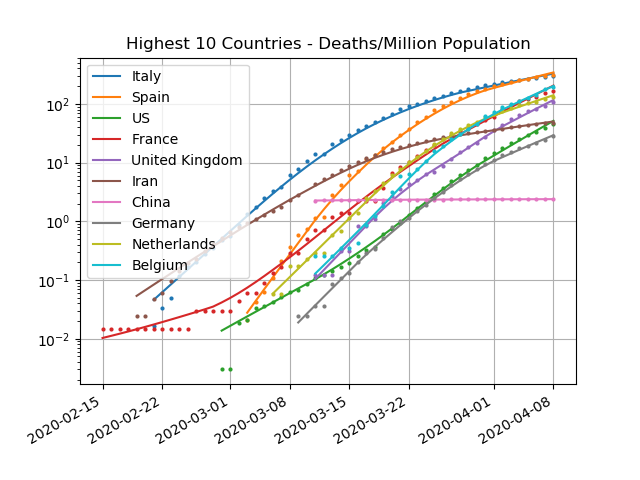 Highest 10 Countries - Deaths/Million Population
Italy
Spain
US
France
United Kingdom
Iran
China
Germany
Netherlands
Belgium
10²
10¹
10⁰
10⁻¹
10⁻²
2020-02-15
2020-02-22
2020-03-01
2020-03-08
2020-03-15
2020-03-22
2020-04-01
2020-04-08